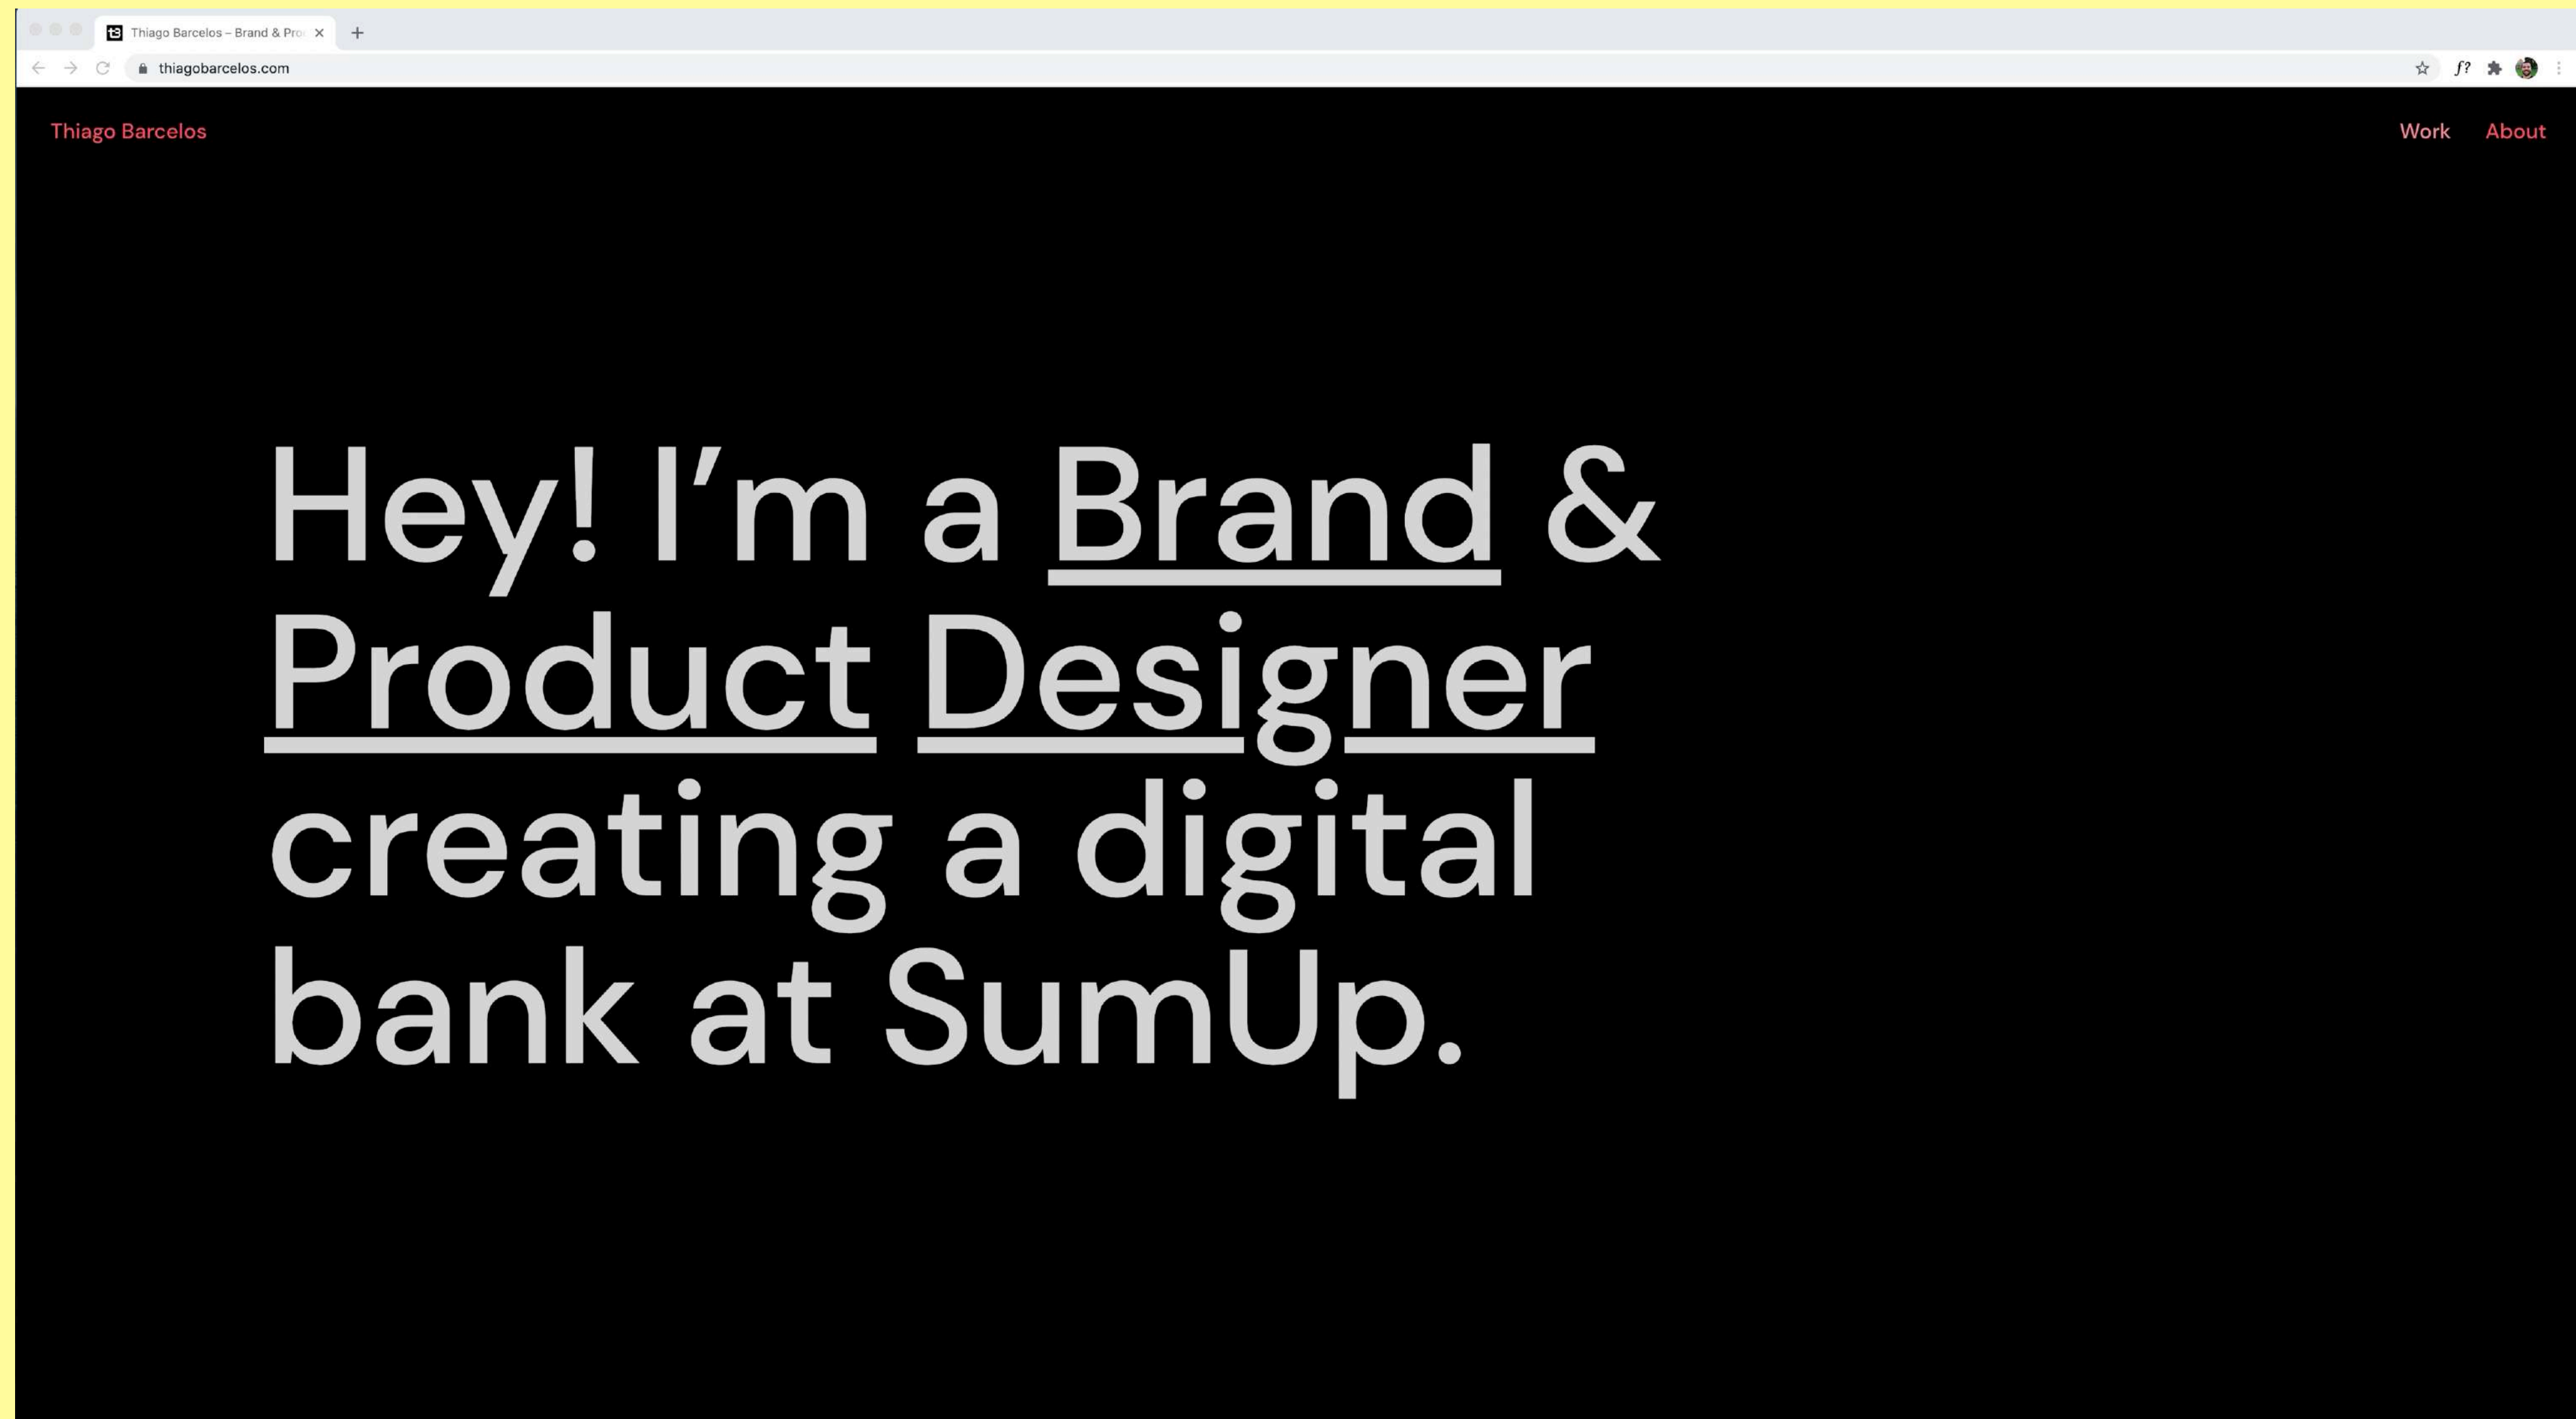 t3 Thiago Barcelos – Brand & Pro
thiagobarcelos.com
f?
Thiago Barcelos
Work About
Hey! I’m a Brand &
Product Designer
creating a digital
bank at SumUp.